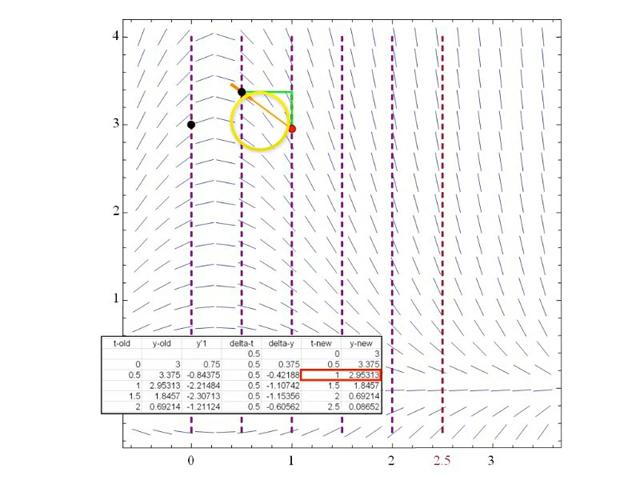 4
3
2
1
t-old y-old y'1 delta-t delta-y t-new y-new
0.5 0 3
0 3 0.75 0.5 0.375 0.5 3.375
0.5 3.375 -0.84375 0.5 -0.42188 1 2.95313
1 2.95313 -2.21484 0.5 -1.10742 1.5 1.8457
1.5 1.8457 -2.30713 0.5 -1.15356 2 0.69214
2 0.69214 -1.21124 0.5 -0.60562 2.5 0.08652
0 1 2 2.5 3